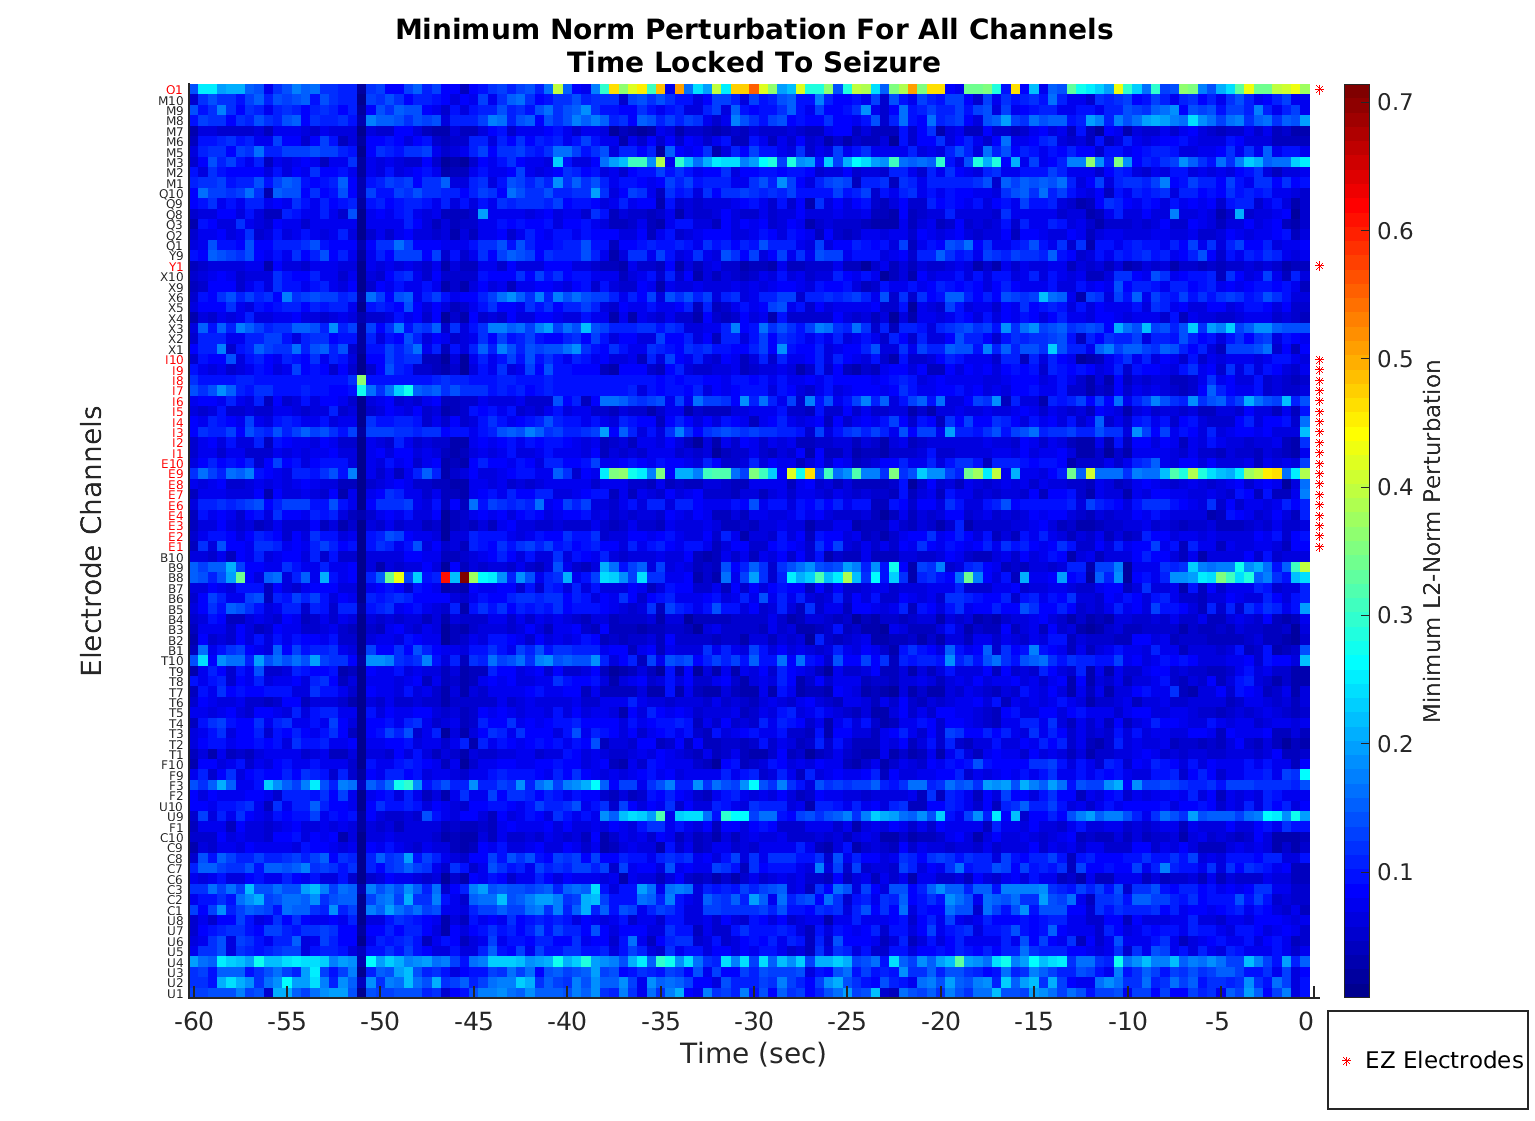 Minimum Norm Perturbation For All Channels
Time Locked To Seizure
Electrode Channels
O1
M10
M9
M8
M7
M6
M5
M3
M2
M1
Q10
Q9
Q8
Q3
Q2
Q1
Y9
Y1
X10
X9
X6
X5
X4
X3
X2
X1
I10
I9
I8
I7
I6
I5
I4
I3
I2
I1
E10
E9
E8
E7
E6
E4
E3
E2
E1
B10
B9
B8
B7
B6
B5
B4
B3
B2
B1
T10
T9
T8
T7
T6
T5
T4
T3
T2
T1
F10
F9
F3
F2
U10
U9
F1
C10
C9
C8
C7
C6
C3
C2
C1
U8
U7
U6
U5
U4
U3
U2
U1
-60 -55 -50 -45 -40 -35 -30 -25 -20 -15 -10 -5 0
Time (sec)
0.7
0.6
0.5
0.4
0.3
0.2
0.1
Minimum L2-Norm Perturbation
EZ Electrodes